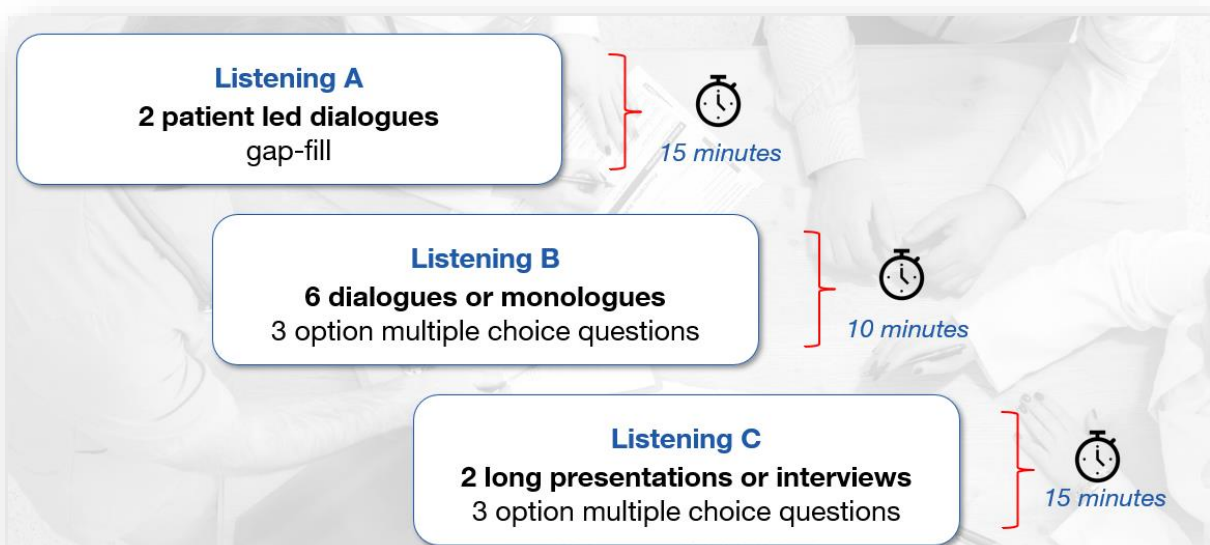 Listening A
2 patient led dialogues
gap-fill
15 minutes
Listening B
6 dialogues or monologues
3 option multiple choice questions
10 minutes
Listening C
2 long presentations or interviews
3 option multiple choice questions
15 minutes